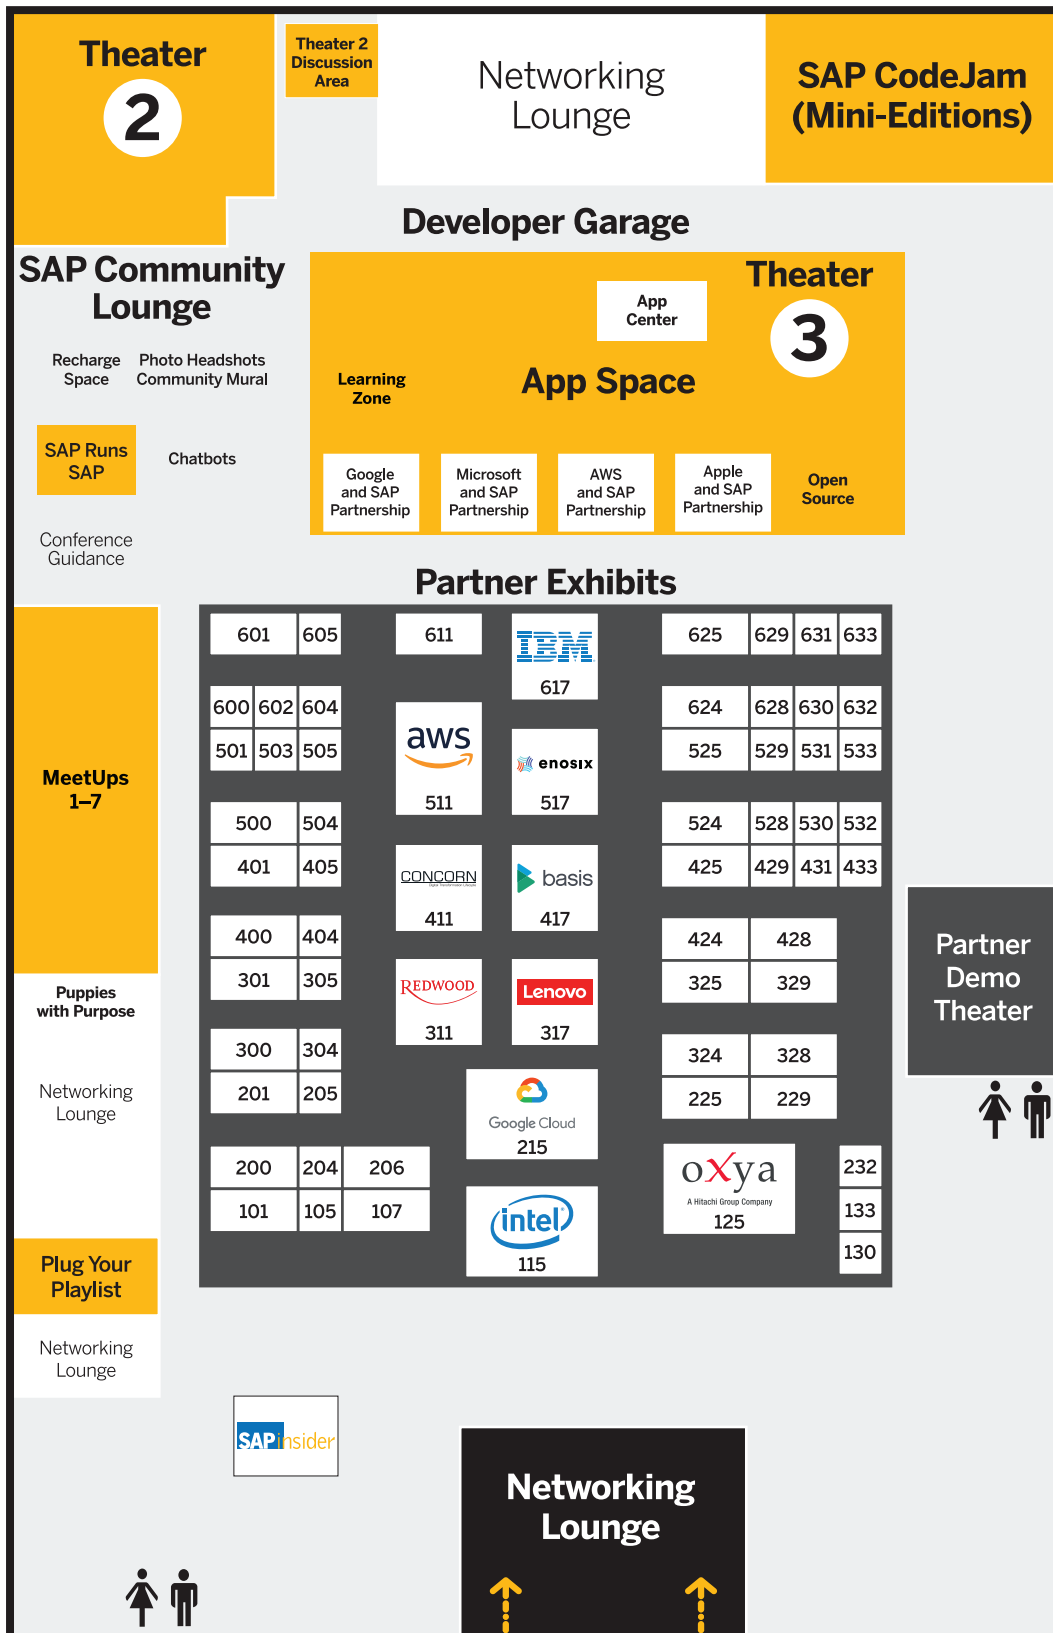 Theater
2
Theater 2
Discussion
Area
Networking
Lounge
SAP CodeJam
(Mini-Editions)
Developer Garage
SAP Community
Lounge
Recharge
Space
Photo Headshots
Community Mural
SAP Runs
SAP
Chatbots
Conference
Guidance
Theater
3
App
Center
Learning
Zone
App Space
Google
and SAP
Partnership
Microsoft
and SAP
Partnership
AWS
and SAP
Partnership
Apple
and SAP
Partnership
Open
Source
Partner Exhibits
601 605 611 IBM 617 625 629 631 633
600 602 604 624 628 630 632
501 503 505 aws 511 enosix 517 525 529 531 533
500 504 524 528 530 532
401 405 CONCORN
Digital Transformation Lifestyle
411 basis 417 425 429 431 433
400 404 424 428
301 305 REDWOOD 311 Lenovo 317 325 329
300 304 324 328
201 205 Google Cloud 215 225 229
200 204 206 oXya
A Hitachi Group Company
125 232
101 105 107 intel® 115 133
130
MeetUps
1–7
Puppies
with Purpose
Networking
Lounge
Plug Your
Playlist
Networking
Lounge
Partner
Demo
Theater
SAPinsider
Networking
Lounge